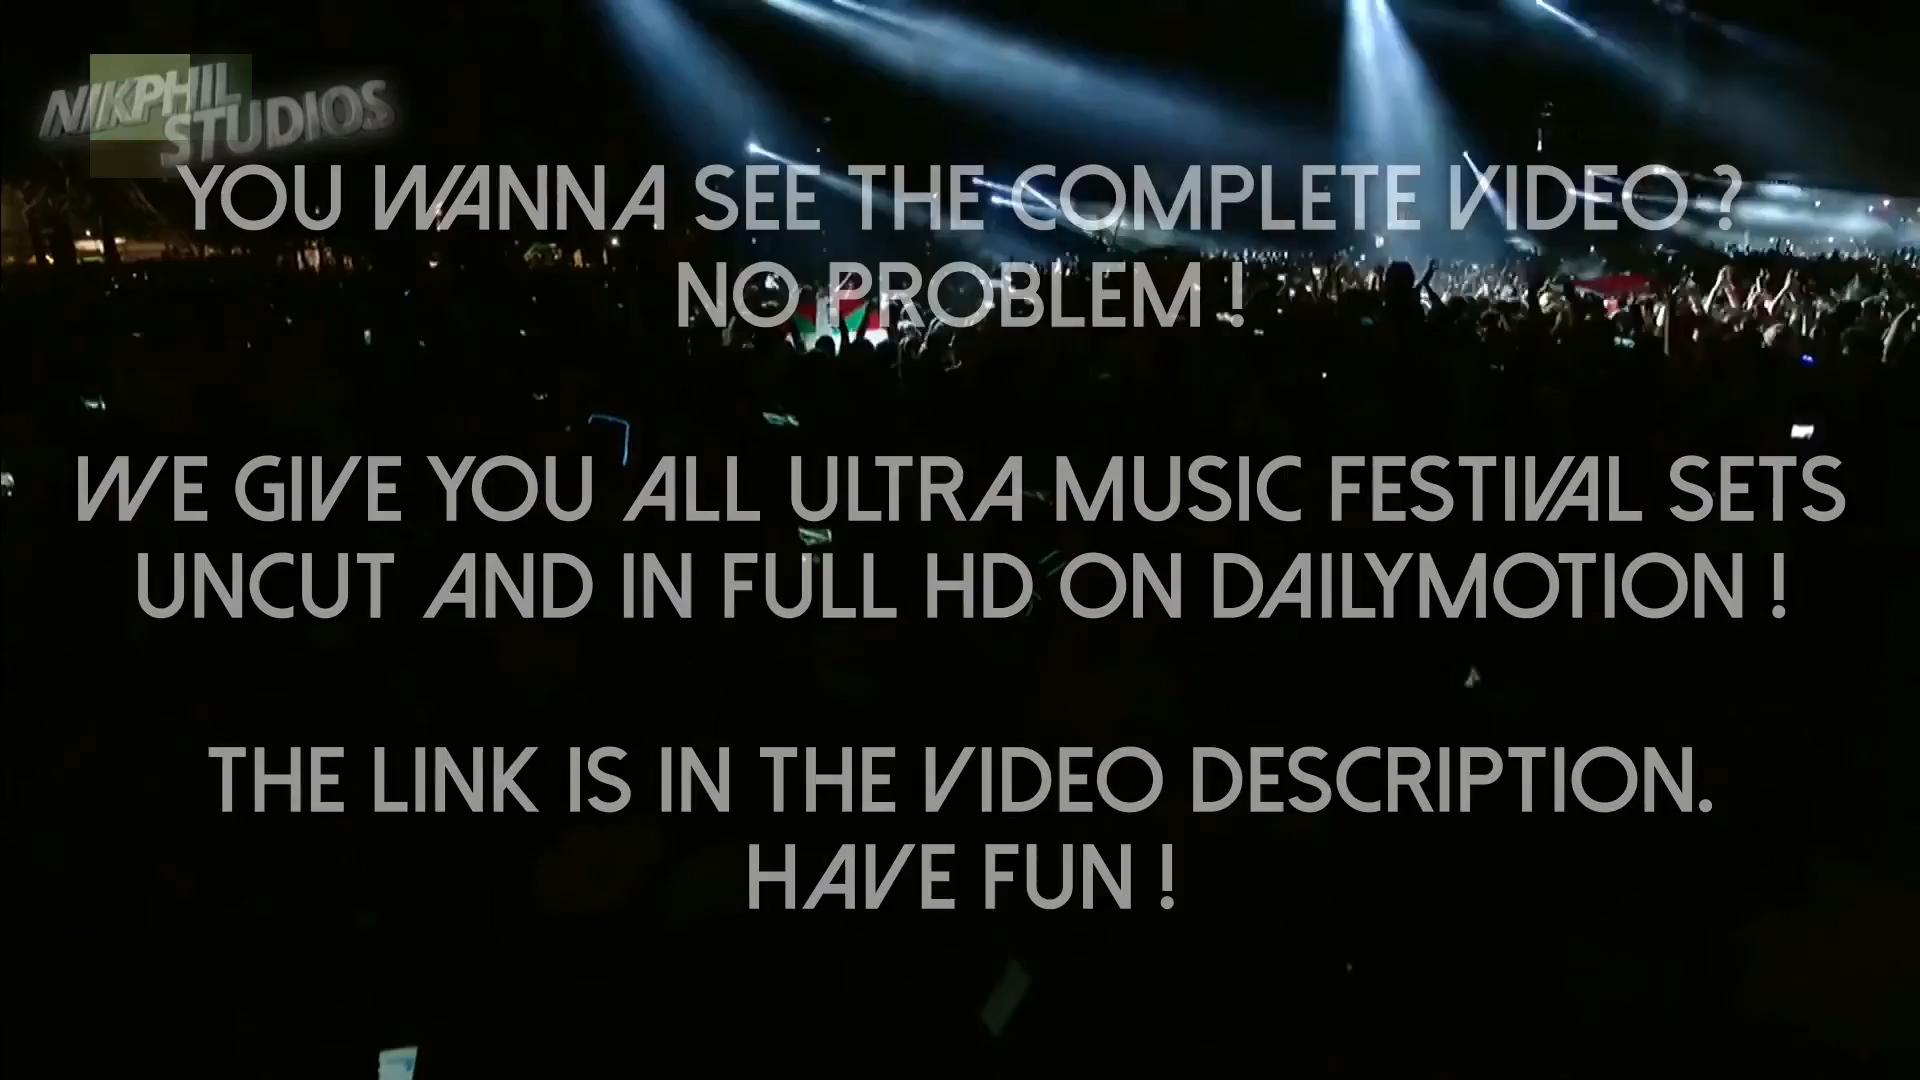 NIKPHIL
STUDIOS
YOU WANNA SEE THE COMPLETE VIDEO ?
NO PROBLEM !
WE GIVE YOU ALL ULTRA MUSIC FESTIVAL SETS
UNCUT AND IN FULL HD ON DAILYMOTION !
THE LINK IS IN THE VIDEO DESCRIPTION.
HAVE FUN !